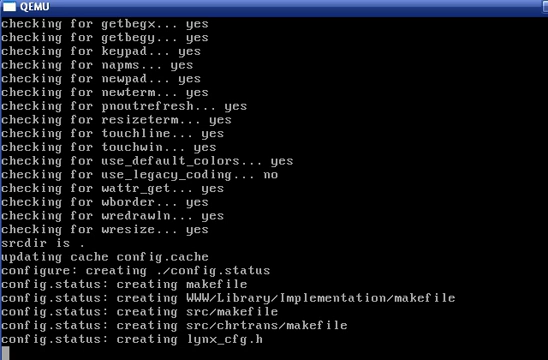 QEMU
checking for getbegx... yes
checking for getbegy... yes
checking for keypad... yes
checking for napms... yes
checking for newpad... yes
checking for newterm... yes
checking for pnoutrefresh... yes
checking for resizeterm... yes
checking for touchline... yes
checking for touchwin... yes
checking for use_default_colors... yes
checking for use_legacy_coding... no
checking for wattr_get... yes
checking for wborder... yes
checking for wredrawln... yes
checking for wresize... yes
srcdir is .
updating cache config.cache
configure: creating ./config.status
config.status: creating makefile
config.status: creating WWW/Library/Implementation/makefile
config.status: creating src/makefile
config.status: creating src/chrtrans/makefile
config.status: creating lynx_cfg.h